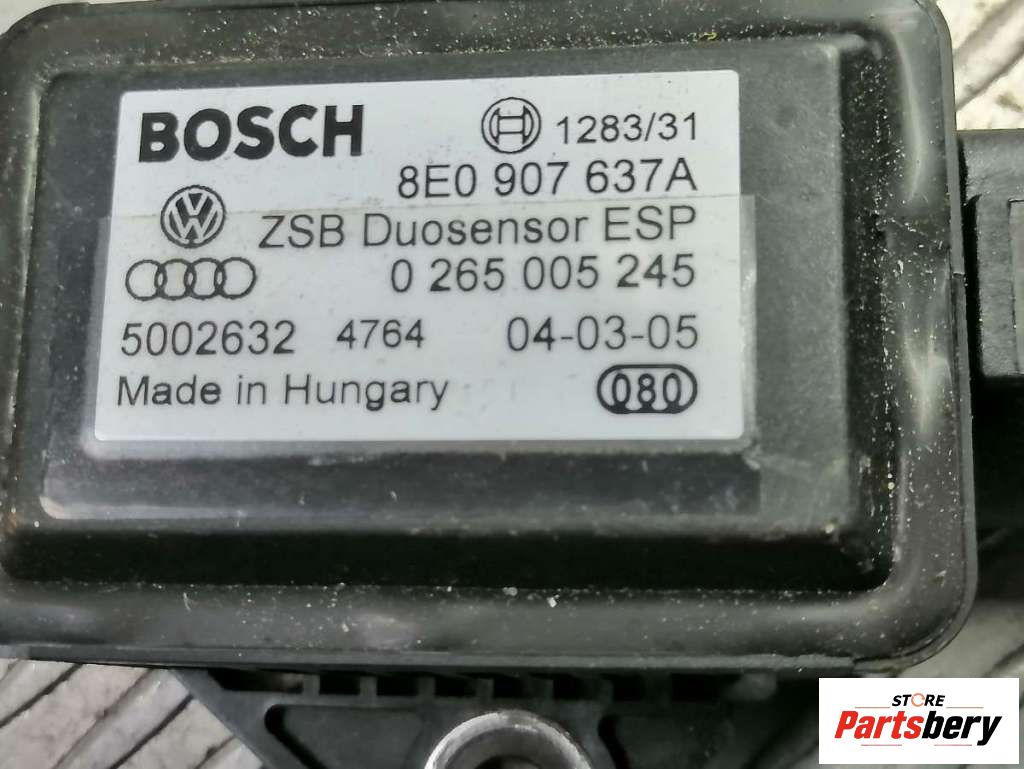 BOSCH 1283/31
8E0 907 637A
ZSB Duosensor ESP
0 265 005 245
5002632 4764 04-03-05
Made in Hungary 080
STORE
Partsbery